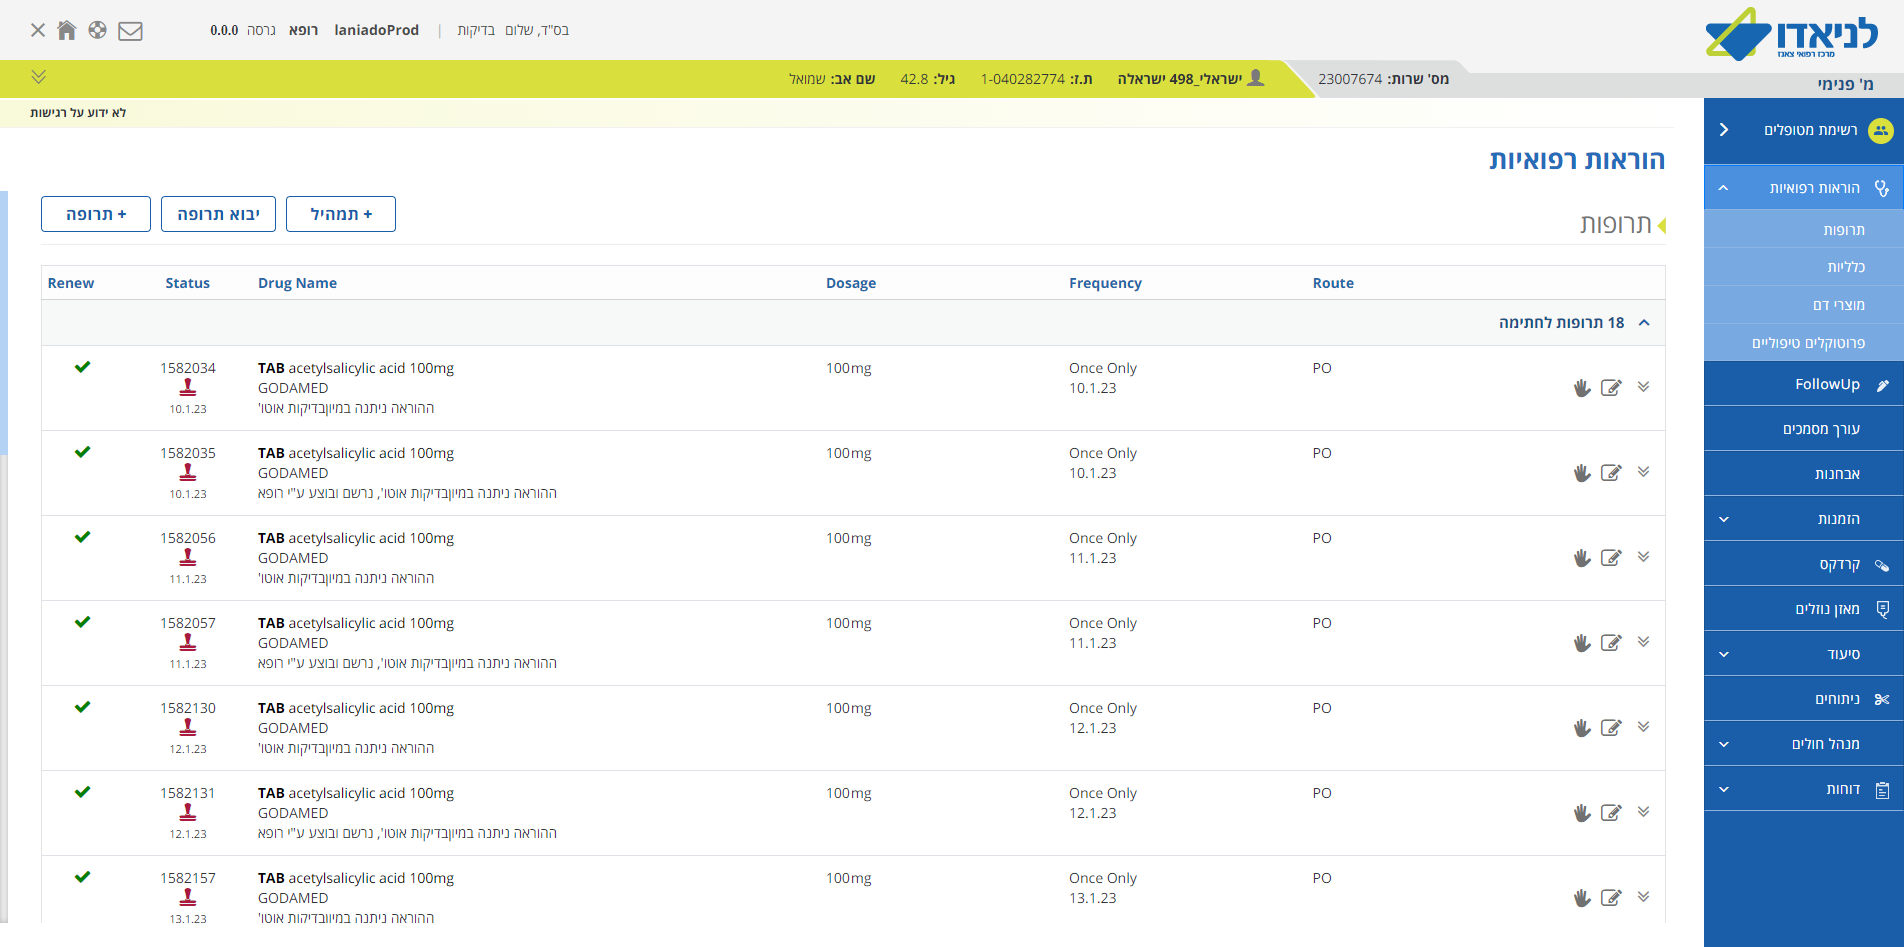 בס"ד, שלום בדיקות | laniadoProd רופא גרסה 0.0.0
לניאדו
מרכז רפואי צאנז
מ' פנימי
מס' שרות: 23007674
ישראלי_498 ישראלה ת.ז: 1-040282774 גיל: 42.8 שם אב: שמואל
לא ידוע על רגישות
רשימת מטופלים
הוראות רפואיות
תרופות
כלליות
מוצרי דם
פרוטוקלים טיפוליים
FollowUp
עורך מסמכים
אבחנות
הזמנות
קרדקס
מאזן נוזלים
סיעוד
ניתוחים
מנהל חולים
דוחות
הוראות רפואיות
תרופות
+ תמהיל
יבוא תרופה
+ תרופה
Renew Status Drug Name Dosage Frequency Route
18 תרופות לחתימה
1582034 TAB acetylsalicylic acid 100mg 100mg Once Only PO
GODAMED 10.1.23
10.1.23 ההוראה ניתנה במיוןבדיקות אוטו'
1582035 TAB acetylsalicylic acid 100mg 100mg Once Only PO
GODAMED 10.1.23
10.1.23 ההוראה ניתנה במיוןבדיקות אוטו', נרשם ובוצע ע"י רופא
1582056 TAB acetylsalicylic acid 100mg 100mg Once Only PO
GODAMED 11.1.23
11.1.23 ההוראה ניתנה במיוןבדיקות אוטו'
1582057 TAB acetylsalicylic acid 100mg 100mg Once Only PO
GODAMED 11.1.23
11.1.23 ההוראה ניתנה במיוןבדיקות אוטו', נרשם ובוצע ע"י רופא
1582130 TAB acetylsalicylic acid 100mg 100mg Once Only PO
GODAMED 12.1.23
12.1.23 ההוראה ניתנה במיוןבדיקות אוטו'
1582131 TAB acetylsalicylic acid 100mg 100mg Once Only PO
GODAMED 12.1.23
12.1.23 ההוראה ניתנה במיוןבדיקות אוטו', נרשם ובוצע ע"י רופא
1582157 TAB acetylsalicylic acid 100mg 100mg Once Only PO
GODAMED 13.1.23
13.1.23 ההוראה ניתנה במיוןבדיקות אוטו'